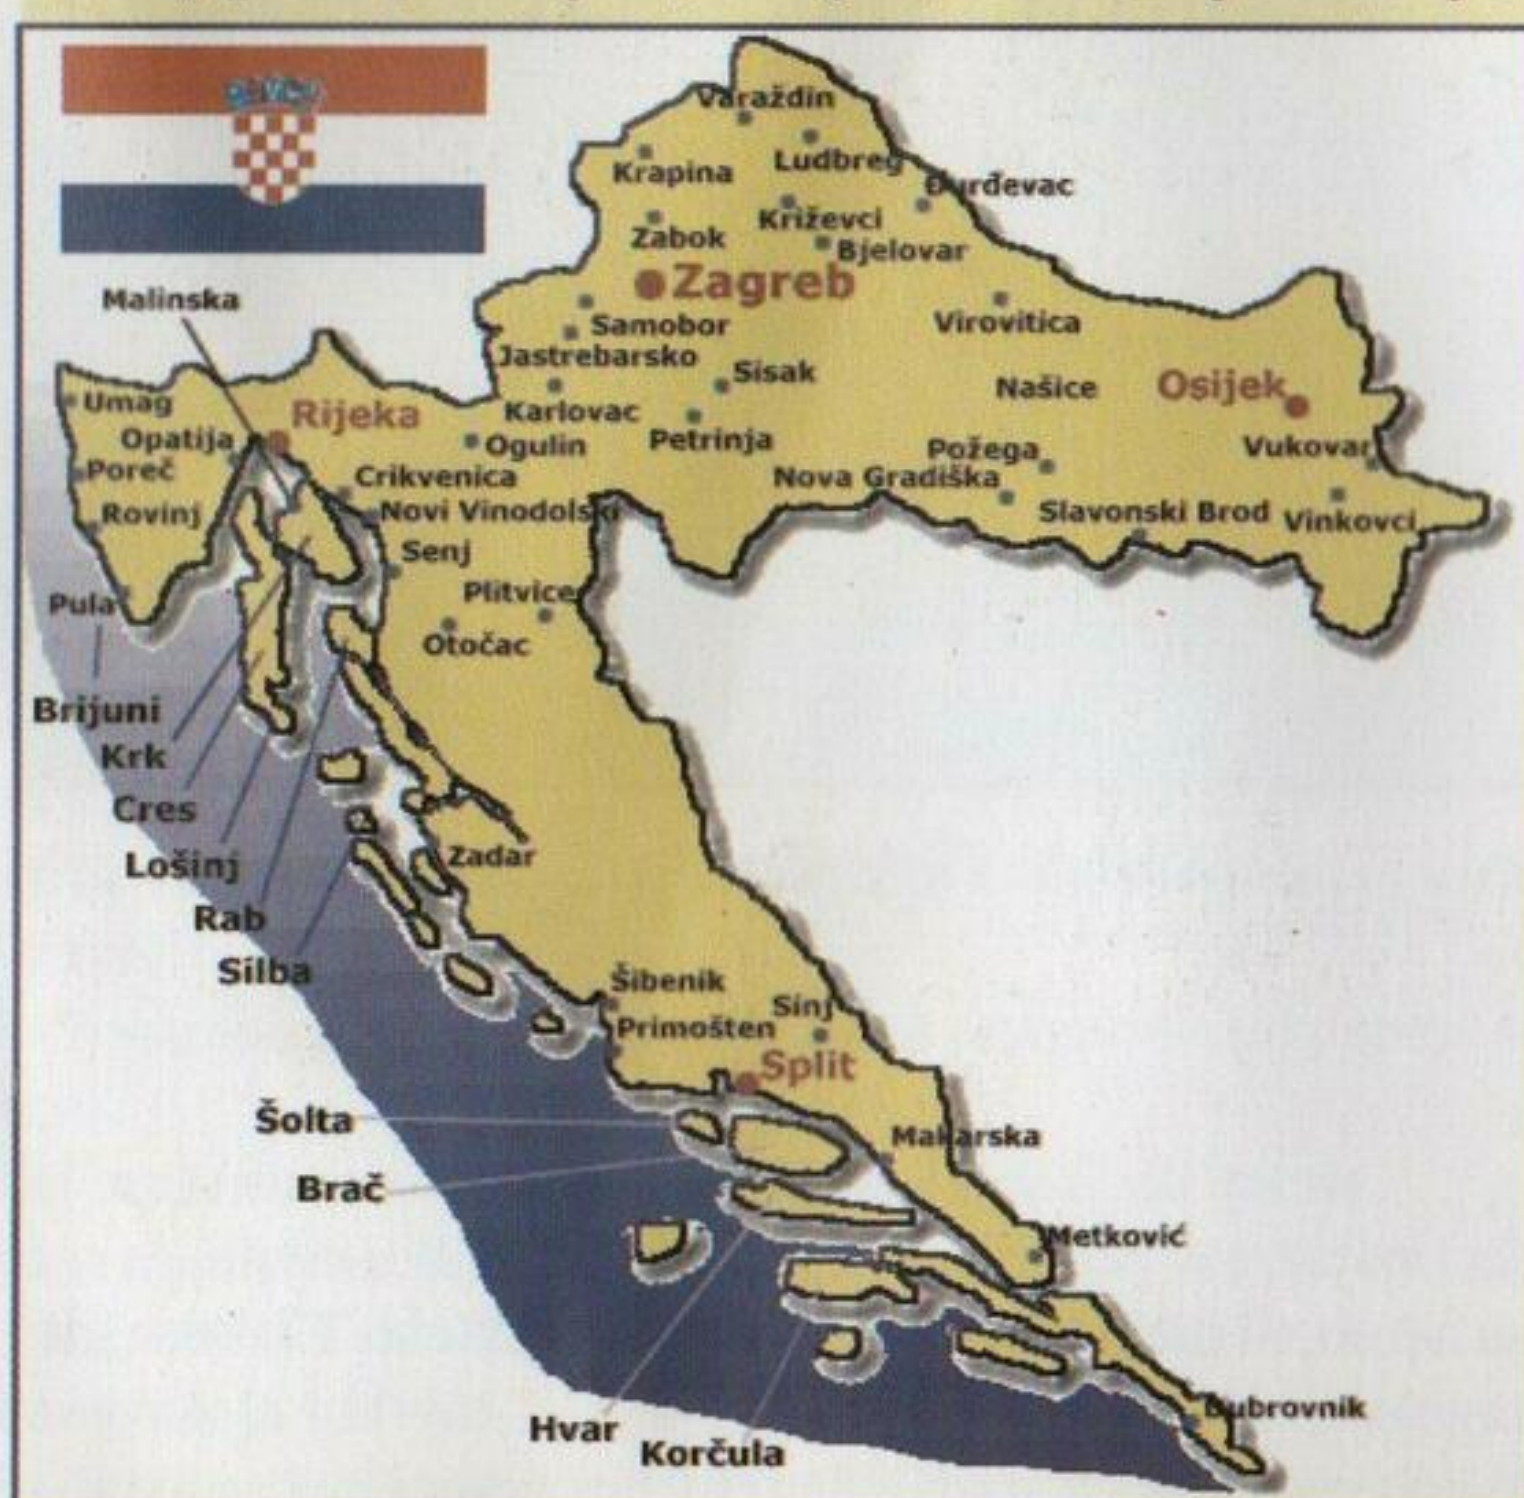 Varaždin
Ludbreg
Krapina
Đurđevac
Križevci
Zabok
Bjelovar
Zagreb
Malinska
Samobor
Virovitica
Jastrebarsko
Sisak
Našice
Osijek
Umag
Rijeka
Karlovac
Opatija
Ogulin
Petrinja
Požega
Vukovar
Poreč
Crikvenica
Nova Gradiška
Rovinj
Novi Vinodolski
Slavonski Brod
Vinkovci
Senj
Pula
Plitvice
Otočac
Brijuni
Krk
Cres
Zadar
Lošinj
Rab
Silba
Šibenik
Sinj
Primošten
Split
Šolta
Makarska
Brač
Metković
Dubrovnik
Hvar
Korčula